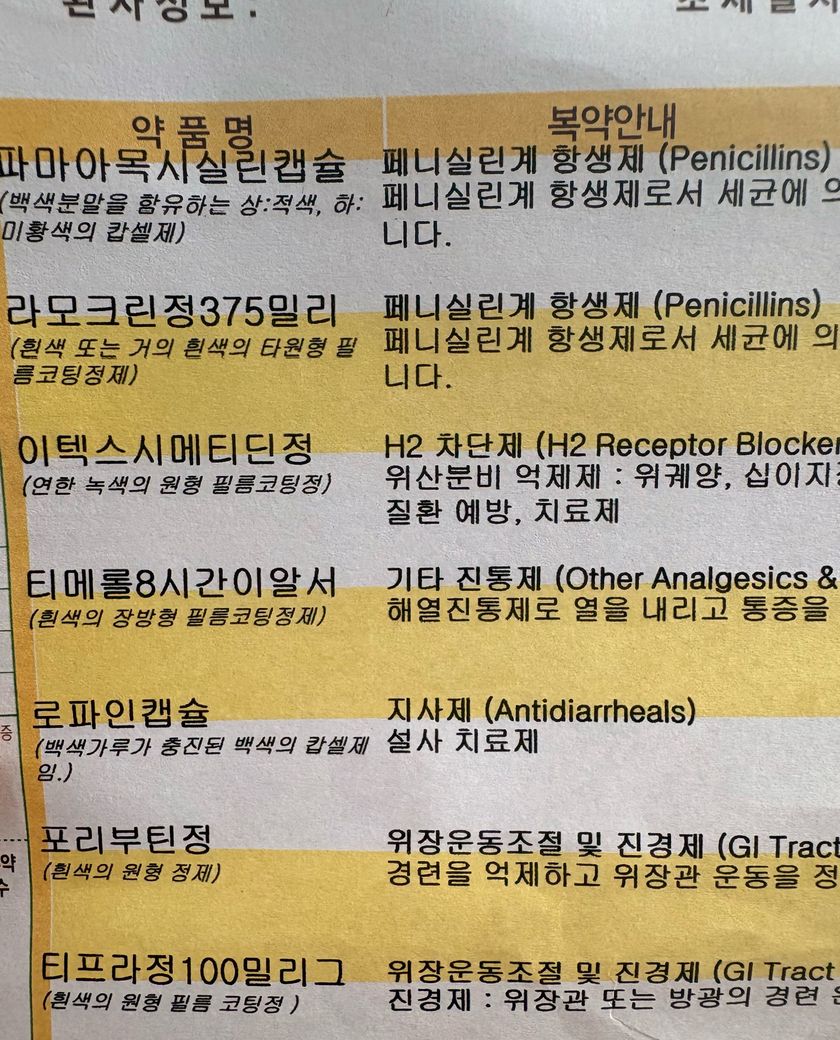 환자정보 :
약 품 명 복약안내
파마아목시실린캡슐 페니실린계 항생제 (Penicillins)
(백색분말을 함유하는 상:적색, 하: 페니실린계 항생제로서 세균에 의
미황색의 캅셀제) 니다.
라모크린정375밀리 페니실린계 항생제 (Penicillins)
(흰색 또는 거의 흰색의 타원형 필 페니실린계 항생제로서 세균에 의
름코팅정제) 니다.
이텍스시메티딘정 H2 차단제 (H2 Receptor Blocker
(연한 녹색의 원형 필름코팅정) 위산분비 억제제 : 위궤양, 십이지
질환 예방, 치료제
티메롤8시간이알서 기타 진통제 (Other Analgesics &
(흰색의 장방형 필름코팅정제) 해열진통제로 열을 내리고 통증을
로파인캡슐 지사제 (Antidiarrheals)
(백색가루가 충진된 백색의 캅셀제 설사 치료제
임.)
증
포리부틴정 위장운동조절 및 진경제 (GI Tract
(흰색의 원형 정제) 경련을 억제하고 위장관 운동을 정
약
수
티프라정100밀리그 위장운동조절 및 진경제 (GI Tract
(흰색의 원형 필름 코팅정 ) 진경제 : 위장관 또는 방광의 경련